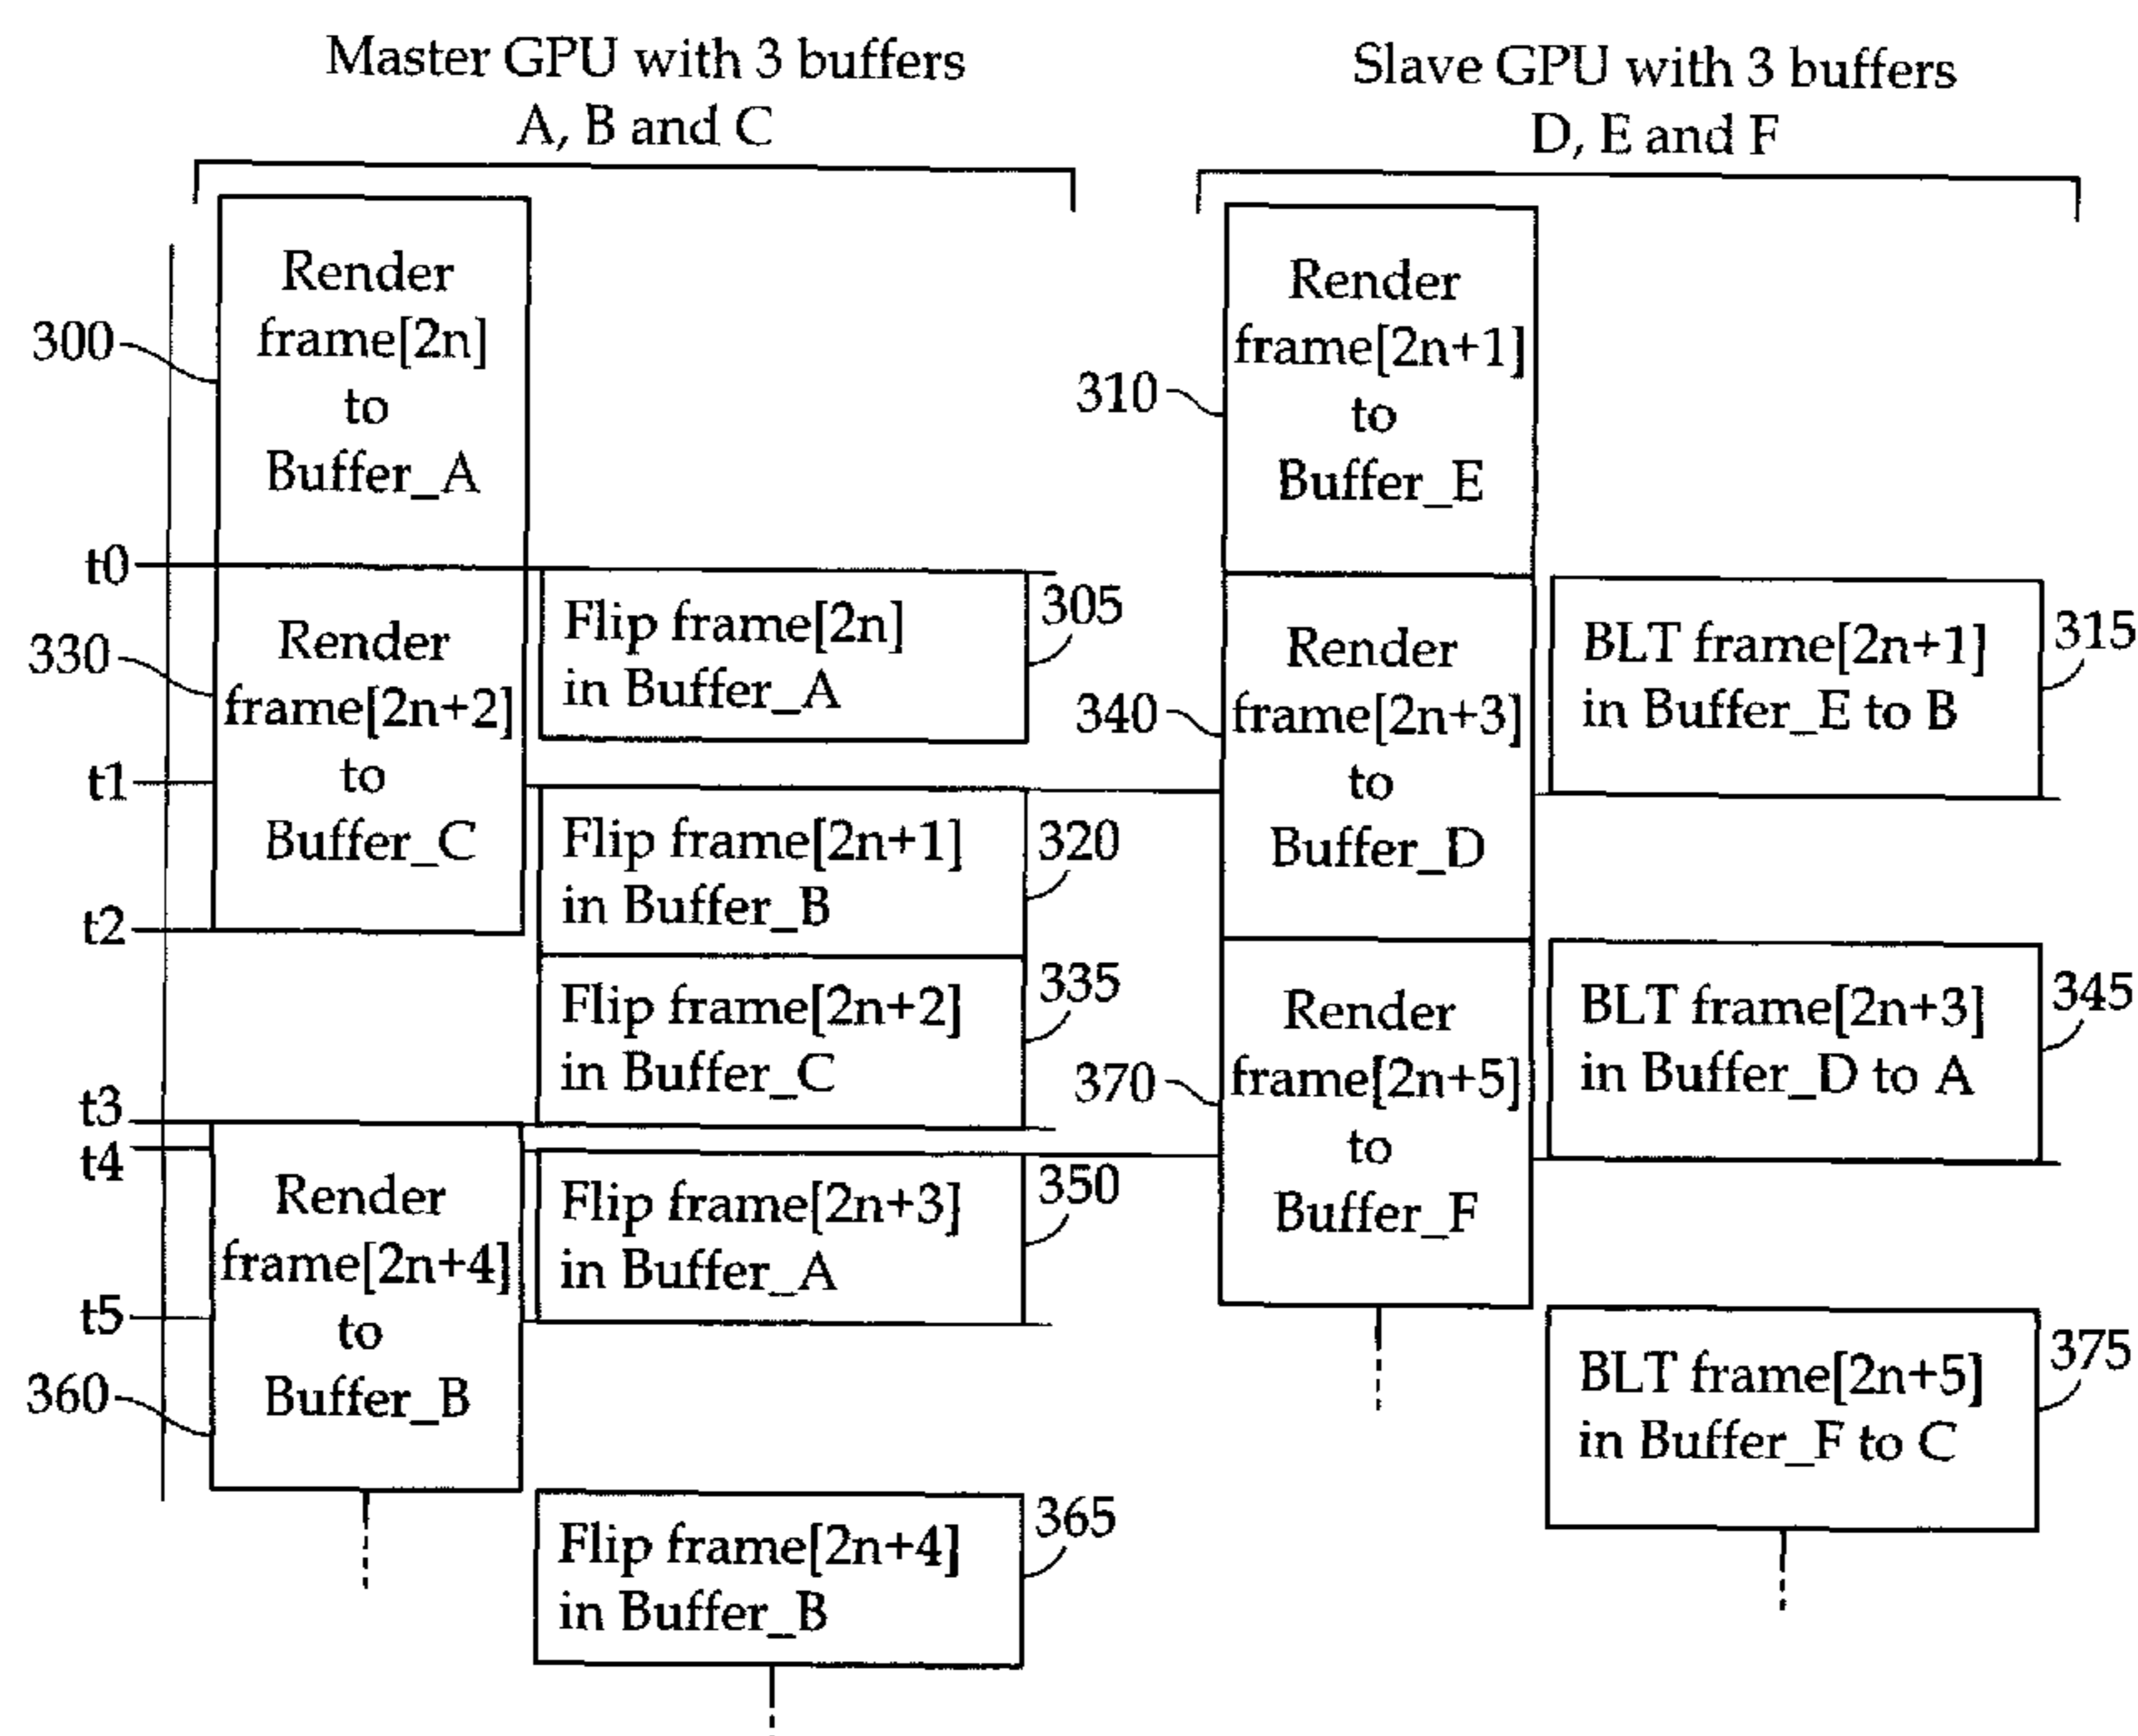 Master GPU with 3 buffers
A, B and C
Slave GPU with 3 buffers
D, E and F
300
Render
frame[2n]
to
Buffer_A
310
Render
frame[2n+1]
to
Buffer_E
t0
330
Render
frame[2n+2]
to
Buffer_C
t1
t2
Flip frame[2n]
in Buffer_A
305
340
Render
frame[2n+3]
to
Buffer_D
BLT frame[2n+1]
in Buffer_E to B
315
Flip frame[2n+1]
in Buffer_B
320
Flip frame[2n+2]
in Buffer_C
335
370
Render
frame[2n+5]
to
Buffer_F
BLT frame[2n+3]
in Buffer_D to A
345
t3
t4
Render
frame[2n+4]
to
Buffer_B
t5
360
Flip frame[2n+3]
in Buffer_A
350
BLT frame[2n+5]
in Buffer_F to C
375
Flip frame[2n+4]
in Buffer_B
365